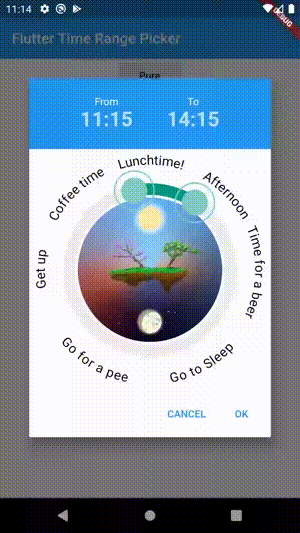 11:14
DEBUG
Flutter Time Range Picker
Pure
From To
11:15 14:15
Lunchtime!
Coffee time
Afternoon
Get up
Time for a beer
Go for a pee
Go to Sleep
CANCEL OK